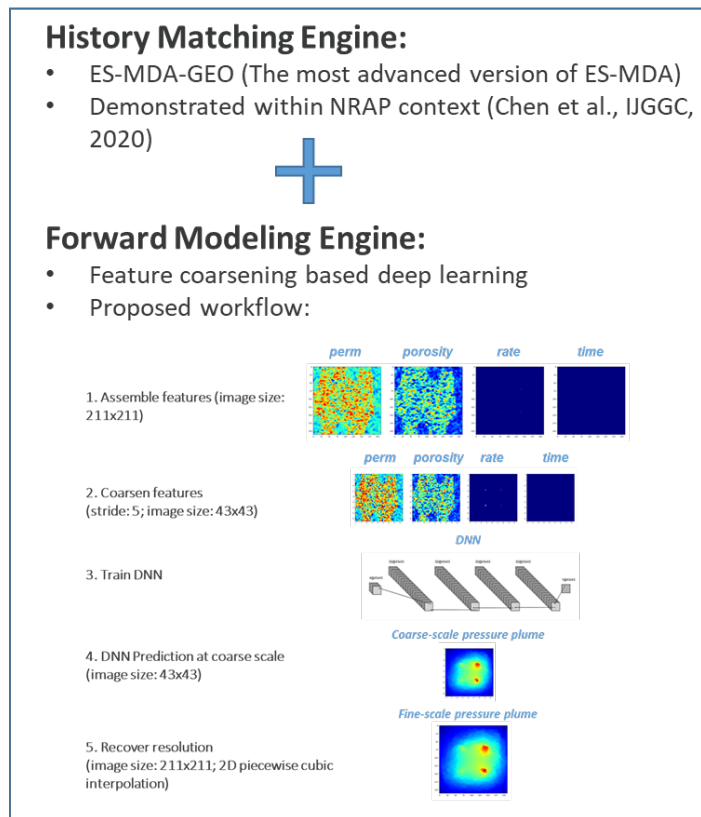 History Matching Engine:
• ES-MDA-GEO (The most advanced version of ES-MDA)
• Demonstrated within NRAP context (Chen et al., IJGGC,
2020)
Forward Modeling Engine:
• Feature coarsening based deep learning
• Proposed workflow:
perm porosity rate time
1. Assemble features (image size:
211x211)
perm porosity rate time
2. Coarsen features
(stride: 5; image size: 43x43)
DNN
3. Train DNN
Coarse-scale pressure plume
4. DNN Prediction at coarse scale
(image size: 43x43)
Fine-scale pressure plume
5. Recover resolution
(image size: 211x211; 2D piecewise cubic
interpolation)